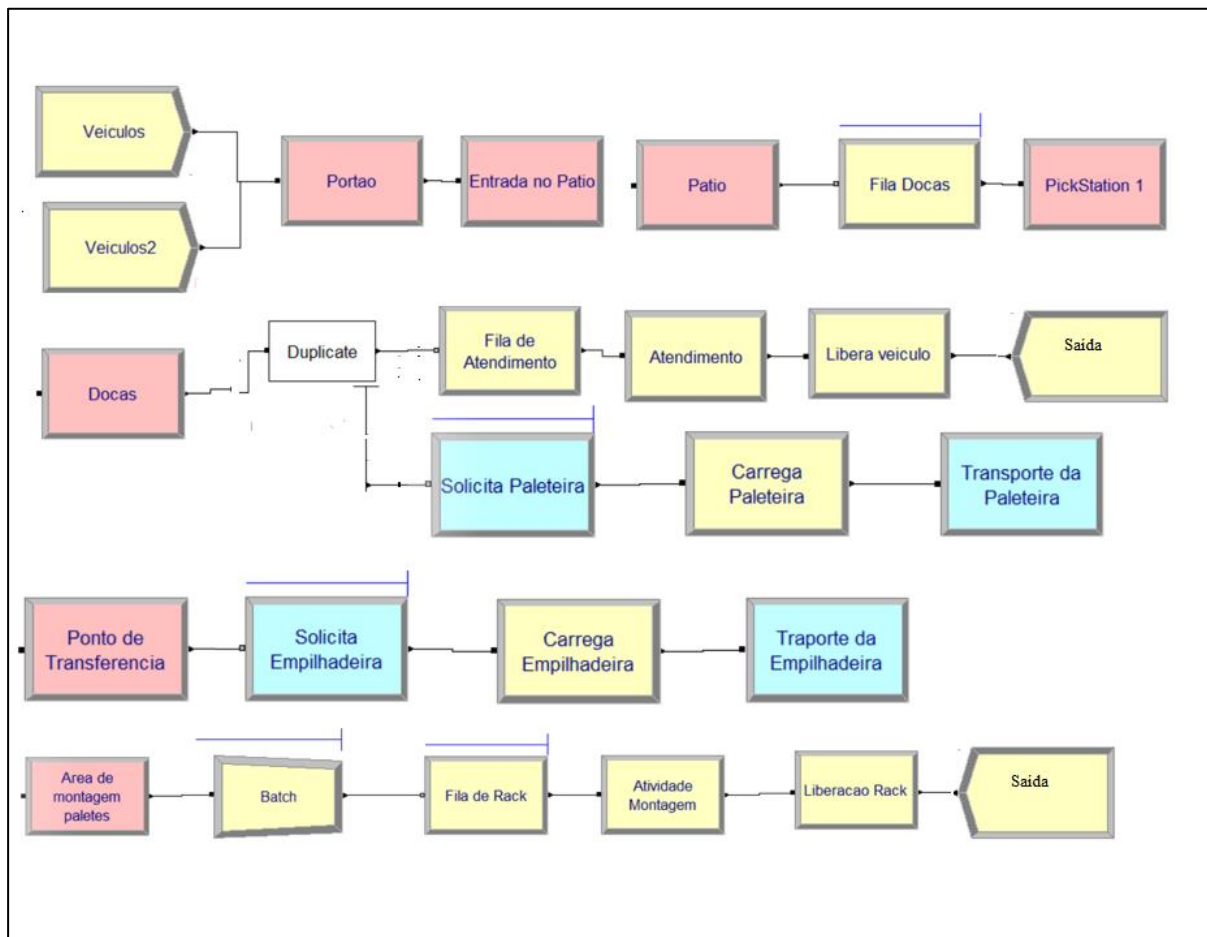 Veiculos
Portao
Entrada no Patio
Patio
Fila Docas
PickStation 1
Veiculos2
Docas
Duplicate
Fila de
Atendimento
Atendimento
Libera veiculo
Saída
Solicita Paleteira
Carrega
Paleteira
Transporte da
Paleteira
Ponto de
Transferencia
Solicita
Empilhadeira
Carrega
Empilhadeira
Traporte da
Empilhadeira
Area de
montagem
paletes
Batch
Fila de Rack
Atividade
Montagem
Liberacao Rack
Saída